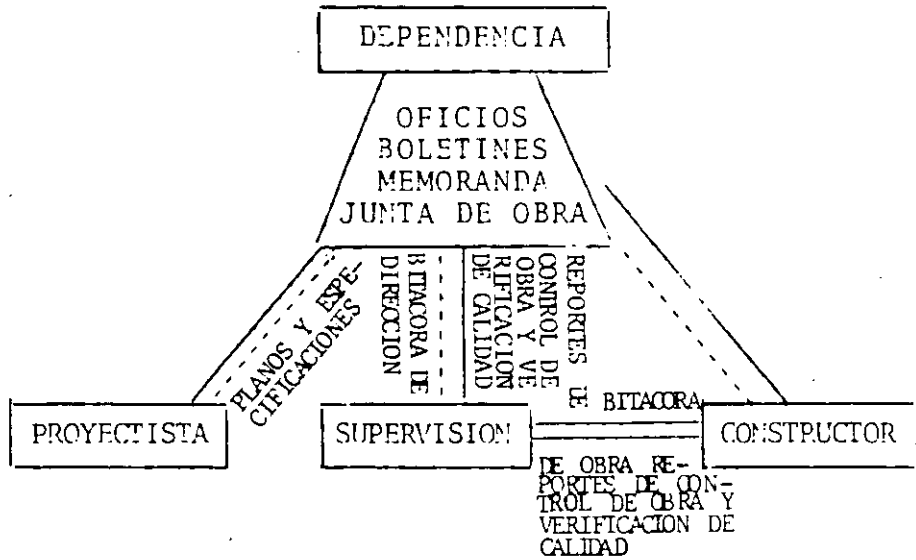 DEPENDENCIA
OFICIOS
BOLETINES
MEMORANDA
JUNTA DE OBRA
PLANOS Y ESPE-
CIFICACIONES
BITACORA DE
DIRECCION
REPORTES DE
CONTROL DE
OBRA Y VE
RIFICACION
DE CALIDAD
BITACORA
PROYECTISTA
SUPERVISION
CONSTRUCTOR
DE OBRA RE-
PORTES DE CON-
TROL DE OBRA Y
VERIFICACION DE
CALIDAD